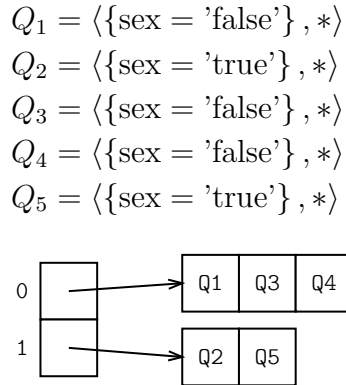 Q₁ = ⟨{sex = ’false’} , ∗⟩
Q₂ = ⟨{sex = ’true’} , ∗⟩
Q₃ = ⟨{sex = ’false’} , ∗⟩
Q₄ = ⟨{sex = ’false’} , ∗⟩
Q₅ = ⟨{sex = ’true’} , ∗⟩
0 Q1 Q3 Q4
1 Q2 Q5